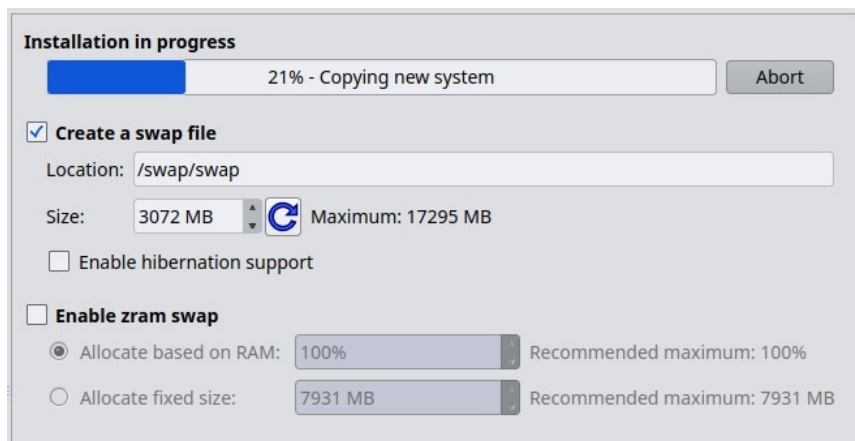 Installation in progress
21% - Copying new system Abort
Create a swap file
Location: /swap/swap
Size: 3072 MB Maximum: 17295 MB
Enable hibernation support
Enable zram swap
Allocate based on RAM: 100% Recommended maximum: 100%
Allocate fixed size: 7931 MB Recommended maximum: 7931 MB